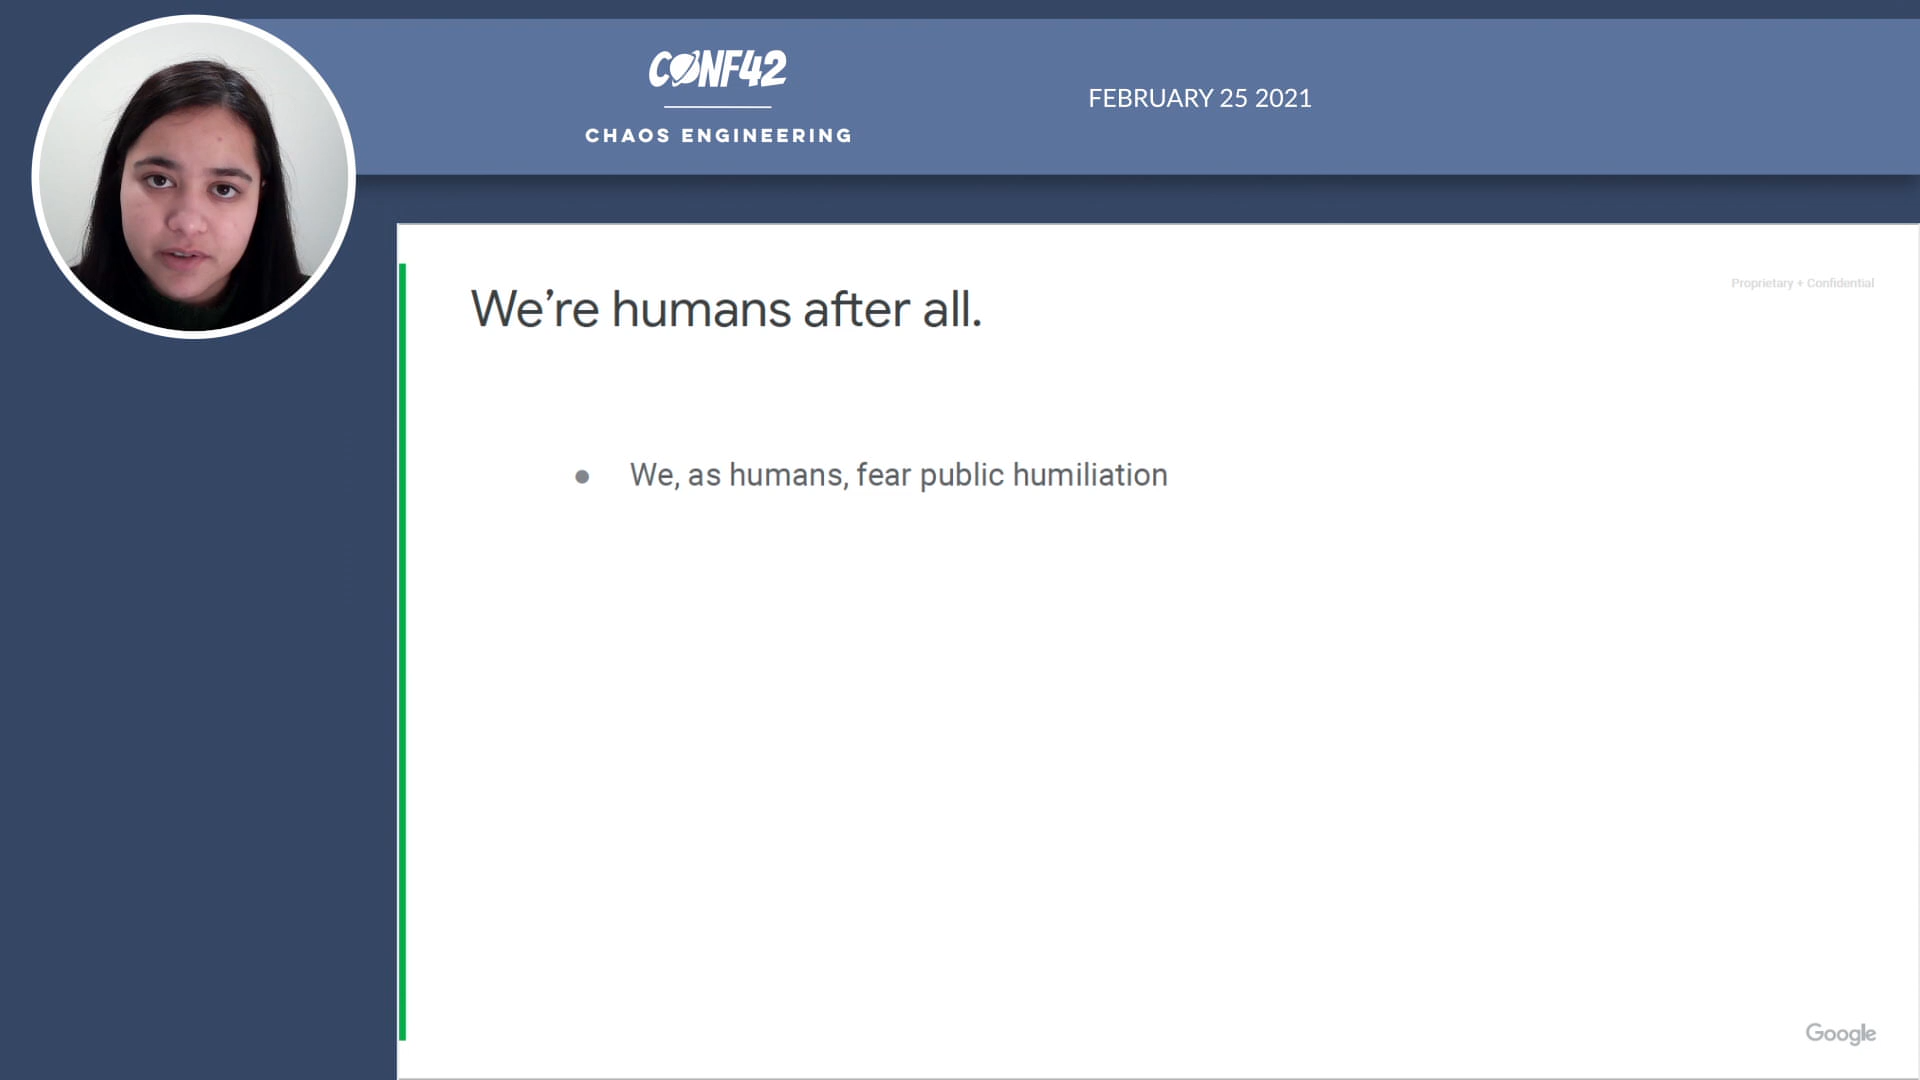 CONF42
CHAOS ENGINEERING
FEBRUARY 25 2021
Proprietary + Confidential
We’re humans after all.
● We, as humans, fear public humiliation
Google